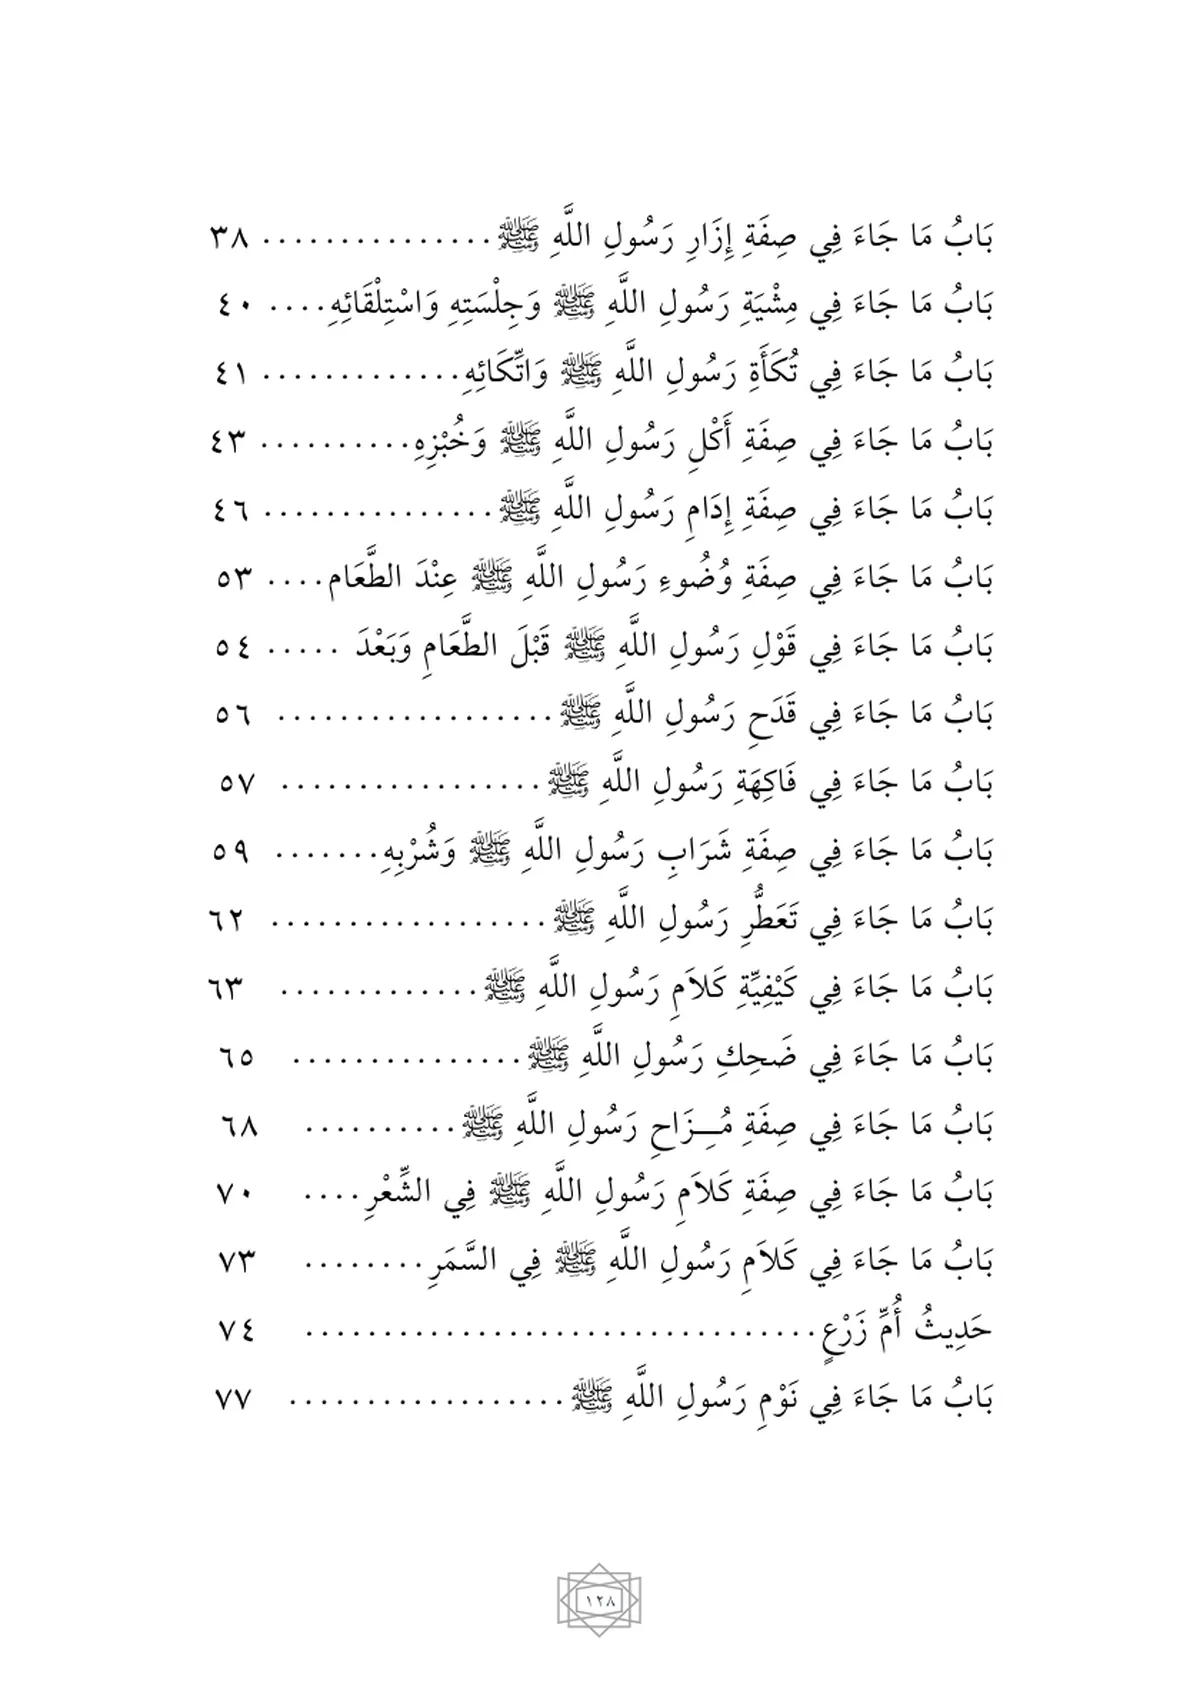 بَابُ مَا جَاءَ فِي صِفَةِ إِزَارِ رَسُولِ اللَّهِ ﷺ............... ٣٨
بَابُ مَا جَاءَ فِي مِشْيَةِ رَسُولِ اللَّهِ ﷺ وَجِلْسَتِهِ وَاسْتِلْقَائِهِ.... ٤٠
بَابُ مَا جَاءَ فِي تُكَأَةِ رَسُولِ اللَّهِ ﷺ وَاتِّكَائِهِ............. ٤١
بَابُ مَا جَاءَ فِي صِفَةِ أَكْلِ رَسُولِ اللَّهِ ﷺ وَخُبْزِهِ.......... ٤٣
بَابُ مَا جَاءَ فِي صِفَةِ إِدَامِ رَسُولِ اللَّهِ ﷺ............... ٤٦
بَابُ مَا جَاءَ فِي صِفَةِ وُضُوءِ رَسُولِ اللَّهِ ﷺ عِنْدَ الطَّعَام.... ٥٣
بَابُ مَا جَاءَ فِي قَوْلِ رَسُولِ اللَّهِ ﷺ قَبْلَ الطَّعَامِ وَبَعْدَ ..... ٥٤
بَابُ مَا جَاءَ فِي قَدَحِ رَسُولِ اللَّهِ ﷺ.................. ٥٦
بَابُ مَا جَاءَ فِي فَاكِهَةِ رَسُولِ اللَّهِ ﷺ................. ٥٧
بَابُ مَا جَاءَ فِي صِفَةِ شَرَابِ رَسُولِ اللَّهِ ﷺ وَشُرْبِهِ....... ٥٩
بَابُ مَا جَاءَ فِي تَعَطُّرِ رَسُولِ اللَّهِ ﷺ.................. ٦٢
بَابُ مَا جَاءَ فِي كَيْفِيِّةِ كَلاَمِ رَسُولِ اللَّهِ ﷺ............. ٦٣
بَابُ مَا جَاءَ فِي ضَحِكِ رَسُولِ اللَّهِ ﷺ............... ٦٥
بَابُ مَا جَاءَ فِي صِفَةِ مُـــزَاحِ رَسُولِ اللَّهِ ﷺ.......... ٦٨
بَابُ مَا جَاءَ فِي صِفَةِ كَلاَمِ رَسُولِ اللَّهِ ﷺ فِي الشِّعْرِ.... ٧٠
بَابُ مَا جَاءَ فِي كَلاَمِ رَسُولِ اللَّهِ ﷺ فِي السَّمَرِ........ ٧٣
حَدِيثُ أُمِّ زَرْعٍ................................. ٧٤
بَابُ مَا جَاءَ فِي نَوْمِ رَسُولِ اللَّهِ ﷺ.................. ٧٧
١٢٨